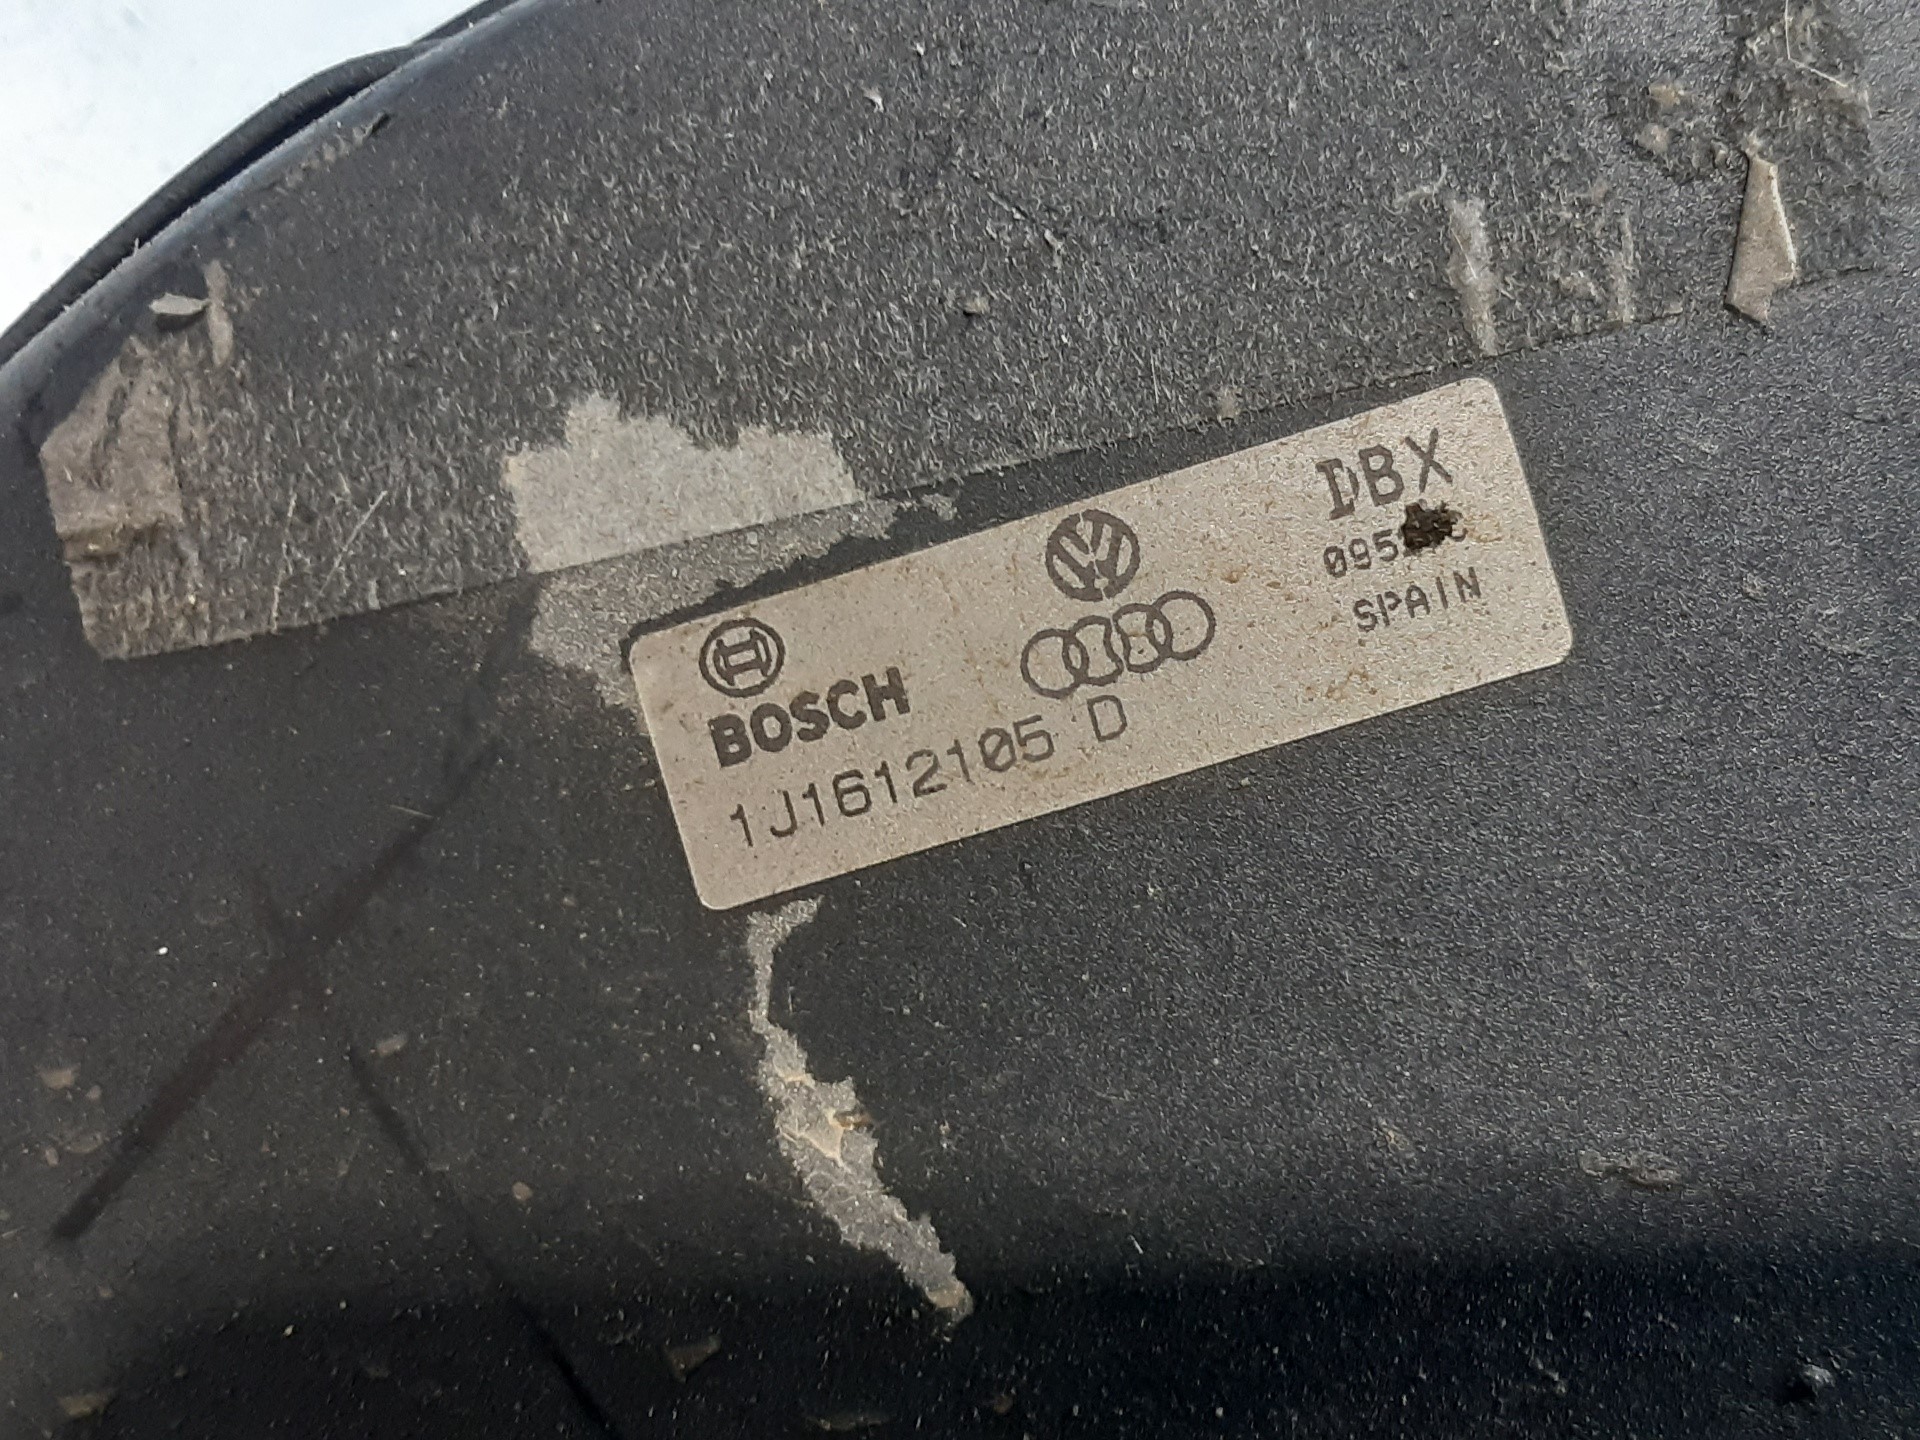 BOSCH
1J1612105 D
DBX
SPAIN